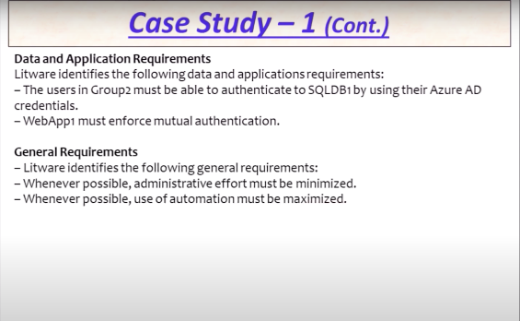 Case Study – 1 (Cont.)
Data and Application Requirements
Litware identifies the following data and applications requirements:
– The users in Group2 must be able to authenticate to SQLDB1 by using their Azure AD
credentials.
– WebApp1 must enforce mutual authentication.
General Requirements
– Litware identifies the following general requirements:
– Whenever possible, administrative effort must be minimized.
– Whenever possible, use of automation must be maximized.